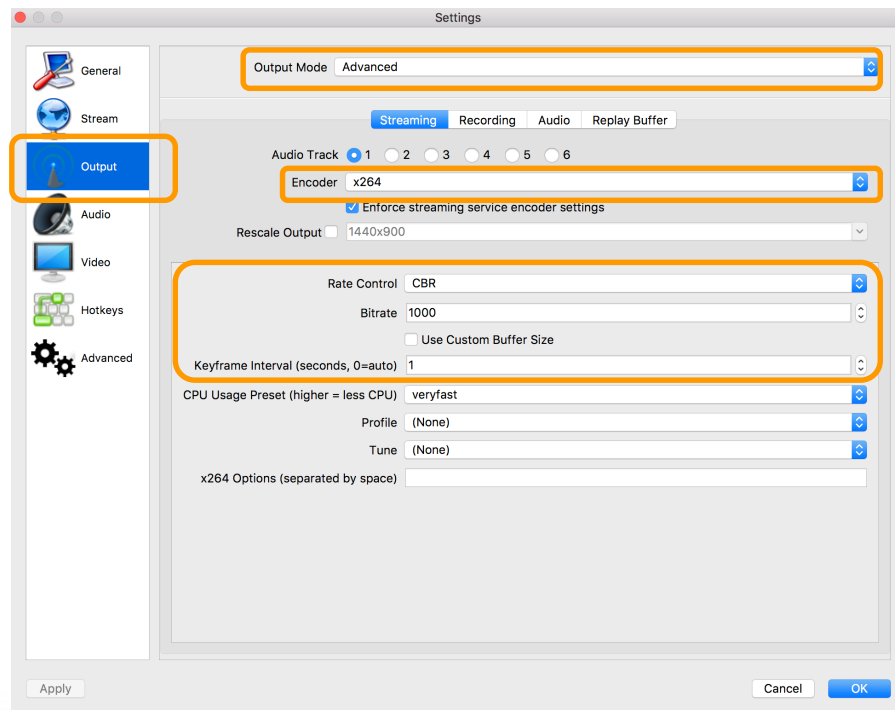 Settings
General
Stream
Output
Audio
Video
Hotkeys
Advanced
Output Mode Advanced
Streaming Recording Audio Replay Buffer
Audio Track 1 2 3 4 5 6
Encoder x264
Enforce streaming service encoder settings
Rescale Output 1440x900
Rate Control CBR
Bitrate 1000
Use Custom Buffer Size
Keyframe Interval (seconds, 0=auto) 1
CPU Usage Preset (higher = less CPU) veryfast
Profile (None)
Tune (None)
x264 Options (separated by space)
Apply Cancel OK